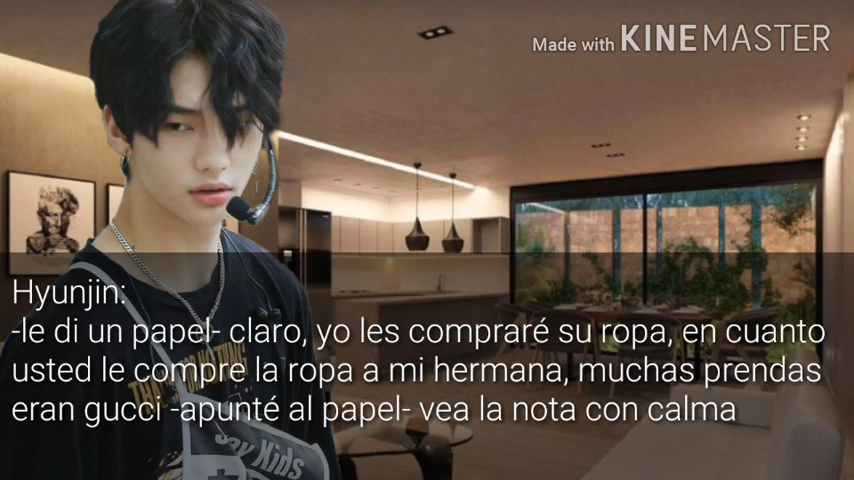 Made with KINEMASTER
Hyunjin:
-le di un papel- claro, yo les compraré su ropa, en cuanto
usted le compre la ropa a mi hermana, muchas prendas
eran gucci -apunté al papel- vea la nota con calma
Kids